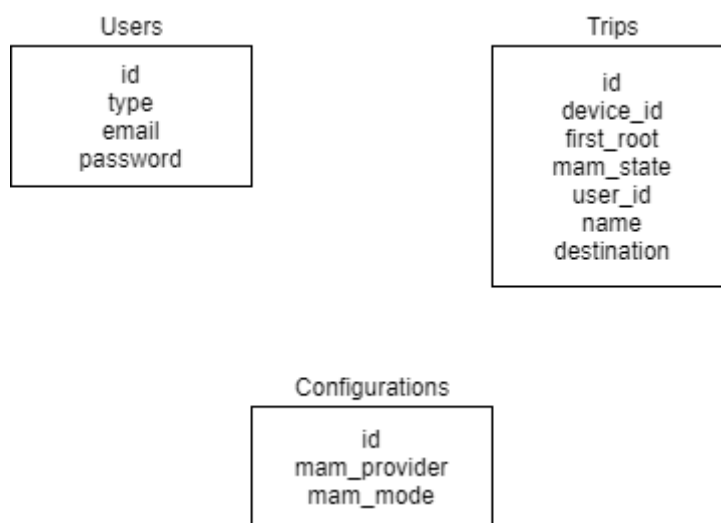 Users
id
type
email
password
Trips
id
device_id
first_root
mam_state
user_id
name
destination
Configurations
id
mam_provider
mam_mode